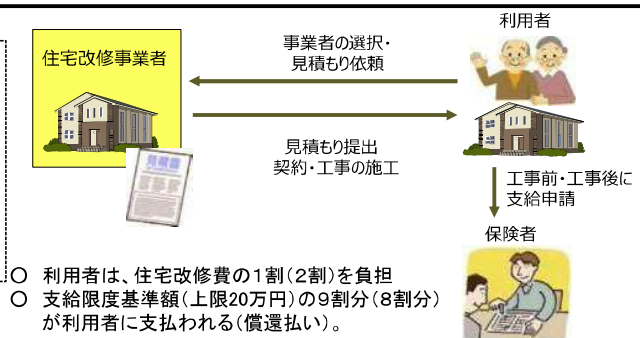 利用者
住宅改修事業者
事業者の選択・
見積もり依頼
見積もり提出
契約・工事の施工
見積書
工事前・工事後に
支給申請
保険者
○ 利用者は、住宅改修費の１割(２割)を負担
○ 支給限度基準額(上限20万円)の９割分(８割分)
が利用者に支払われる(償還払い)。